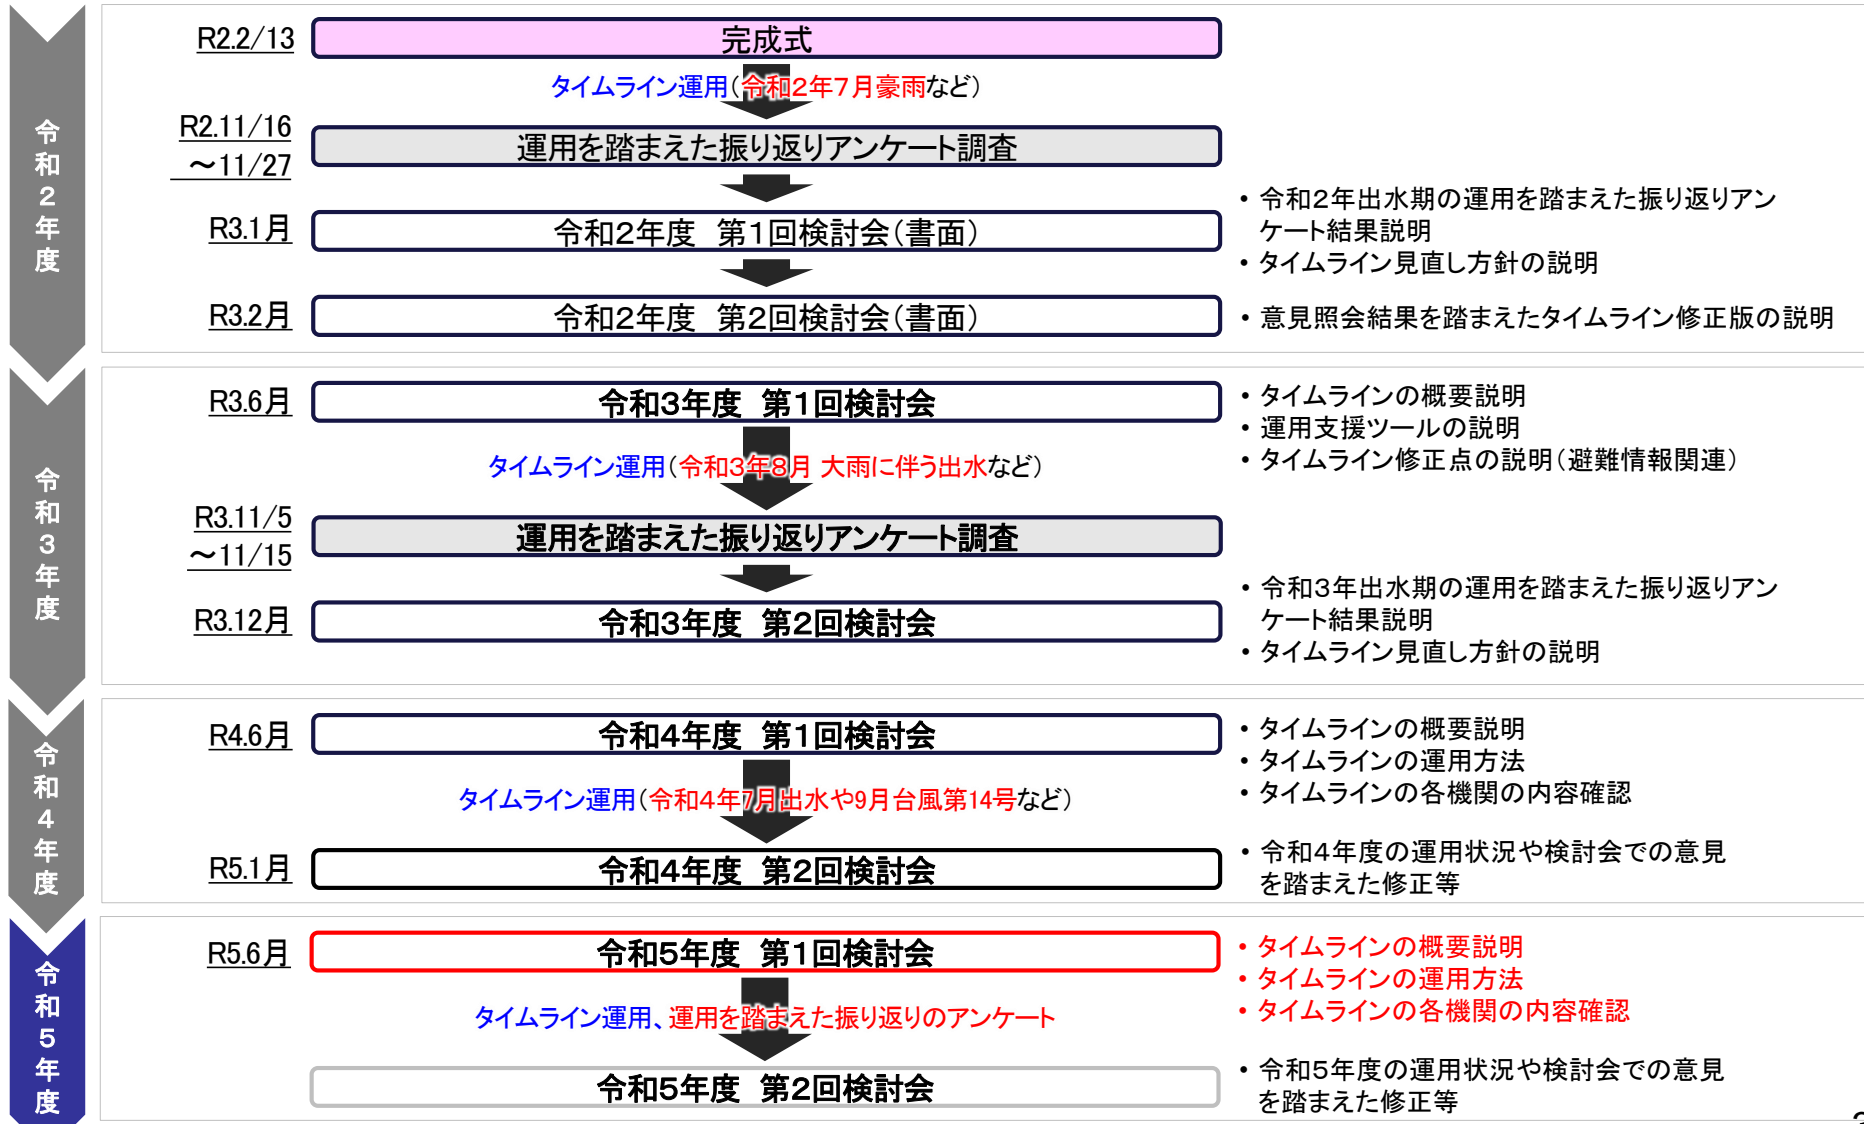 令和2年度
R2.2/13
完成式
タイムライン運用(令和2年7月豪雨など)
R2.11/16
～11/27
運用を踏まえた振り返りアンケート調査
R3.1月
令和2年度 第1回検討会(書面)
・令和2年出水期の運用を踏まえた振り返りアン
ケート結果説明
・タイムライン見直し方針の説明
R3.2月
令和2年度 第2回検討会(書面)
・意見照会結果を踏まえたタイムライン修正版の説明
令和3年度
R3.6月
令和3年度 第1回検討会
・タイムラインの概要説明
・運用支援ツールの説明
・タイムライン修正点の説明(避難情報関連)
タイムライン運用(令和3年8月 大雨に伴う出水など)
R3.11/5
～11/15
運用を踏まえた振り返りアンケート調査
R3.12月
令和3年度 第2回検討会
・令和3年出水期の運用を踏まえた振り返りアン
ケート結果説明
・タイムライン見直し方針の説明
令和4年度
R4.6月
令和4年度 第1回検討会
・タイムラインの概要説明
・タイムラインの運用方法
・タイムラインの各機関の内容確認
タイムライン運用(令和4年7月出水や9月台風第14号など)
R5.1月
令和4年度 第2回検討会
・令和4年度の運用状況や検討会での意見
を踏まえた修正等
令和5年度
R5.6月
令和5年度 第1回検討会
・タイムラインの概要説明
・タイムラインの運用方法
・タイムラインの各機関の内容確認
タイムライン運用、運用を踏まえた振り返りのアンケート
令和5年度 第2回検討会
・令和5年度の運用状況や検討会での意見
を踏まえた修正等